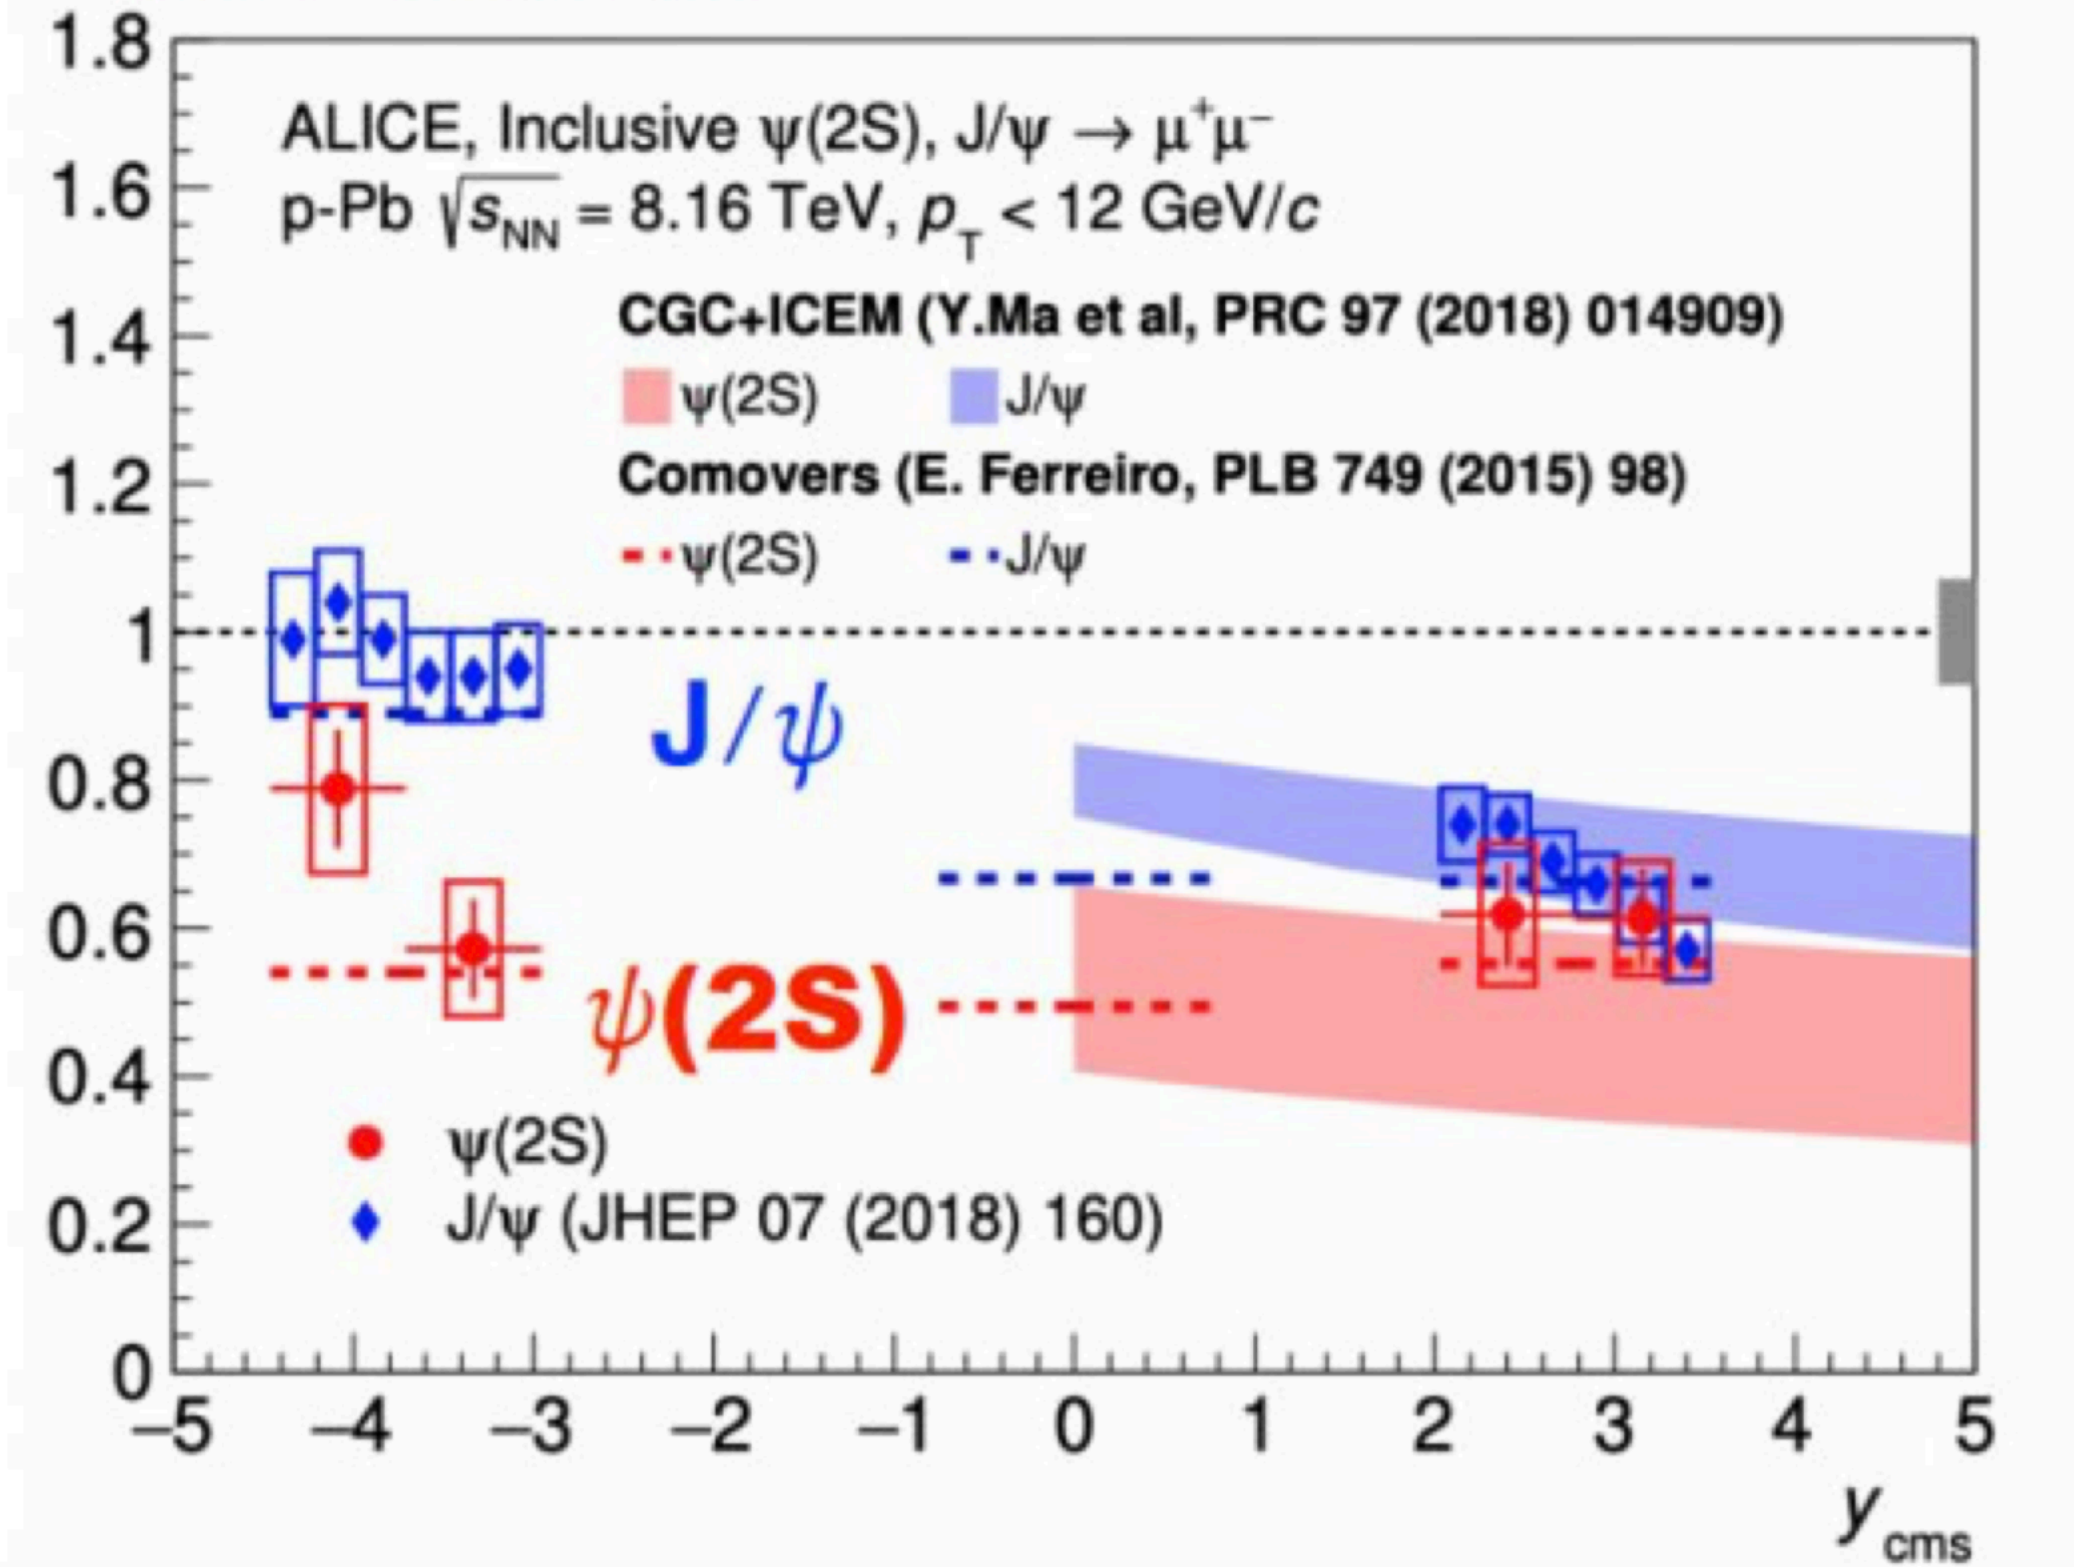 1.8
1.6
1.4
1.2
1
0.8
0.6
0.4
0.2
0
ALICE, Inclusive ψ(2S), J/ψ → μ⁺μ⁻
p-Pb √s_NN = 8.16 TeV, p_T < 12 GeV/c
CGC+ICEM (Y.Ma et al, PRC 97 (2018) 014909)
ψ(2S) J/ψ
Comovers (E. Ferreiro, PLB 749 (2015) 98)
ψ(2S) J/ψ
J/ψ
ψ(2S)
ψ(2S)
J/ψ (JHEP 07 (2018) 160)
−5 −4 −3 −2 −1 0 1 2 3 4 5
y_cms